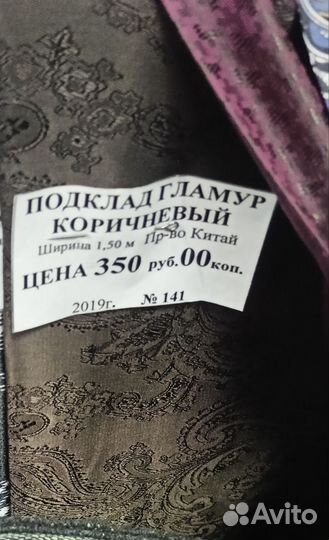 ПОДКЛАД ГЛАМУР
КОРИЧНЕВЫЙ
Ширина 1,50 м Пр-во Китай
ЦЕНА 350 руб.00коп.
2019г. № 141
Avito